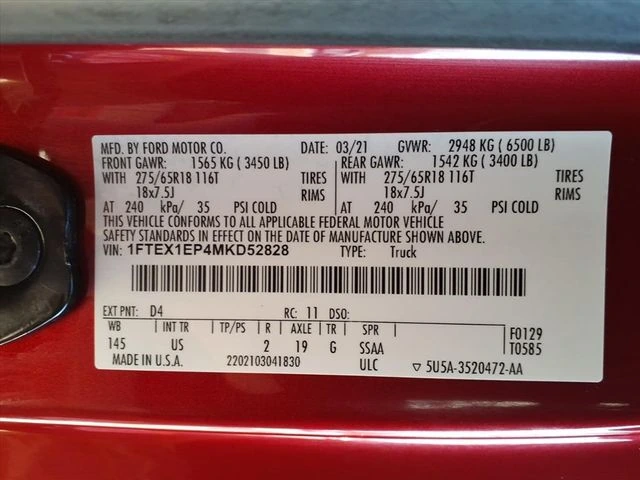 MFD. BY FORD MOTOR CO. DATE: 03/21 GVWR: 2948 KG ( 6500 LB)
FRONT GAWR: 1565 KG ( 3450 LB) REAR GAWR: 1542 KG ( 3400 LB)
WITH 275/65R18 116T TIRES WITH 275/65R18 116T TIRES
18x7.5J RIMS 18x7.5J RIMS
AT 240 kPa/ 35 PSI COLD AT 240 kPa/ 35 PSI COLD
THIS VEHICLE CONFORMS TO ALL APPLICABLE FEDERAL MOTOR VEHICLE
SAFETY STANDARDS IN EFFECT ON THE DATE OF MANUFACTURE SHOWN ABOVE.
VIN: 1FTEX1EP4MKD52828 TYPE: Truck
EXT PNT: D4 RC: 11 DSO:
WB INT TR TP/PS R AXLE TR SPR F0129
145 US 2 19 G SSAA T0585
MADE IN U.S.A. 2202103041830 ULC ▽ 5U5A-3520472-AA